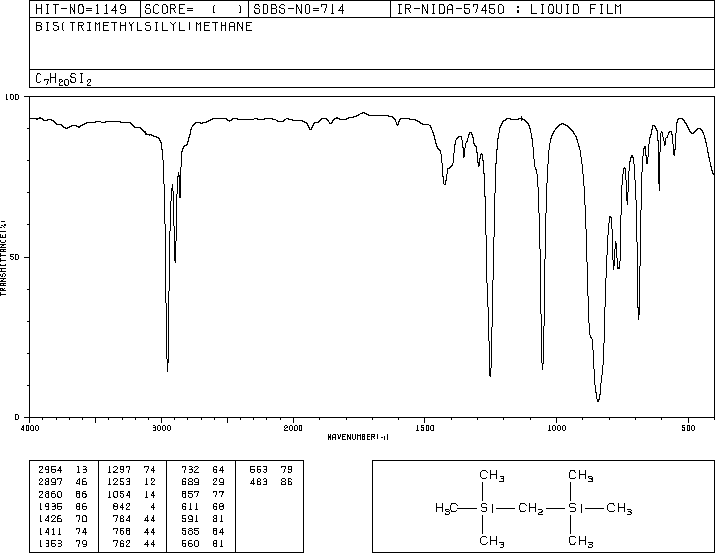 HIT-NO=1149 SCORE= ( ) SDBS-NO=714 IR-NIDA-57450 : LIQUID FILM
BIS(TRIMETHYLSILYL)METHANE
C7H20SI2
100
50
0
TRANSMITTANCE(%)
4000 3000 2000 1500 1000 500
WAVENUMBER(-1)
2954 13 1297 74 732 64 553 79
2897 46 1253 12 689 29 483 86
2860 66 1054 14 657 77
1936 86 842 4 611 68
1426 70 784 44 591 81
1411 74 768 44 585 84
1353 79 762 44 560 81
CH3 CH3
H3C SI CH2 SI CH3
CH3 CH3